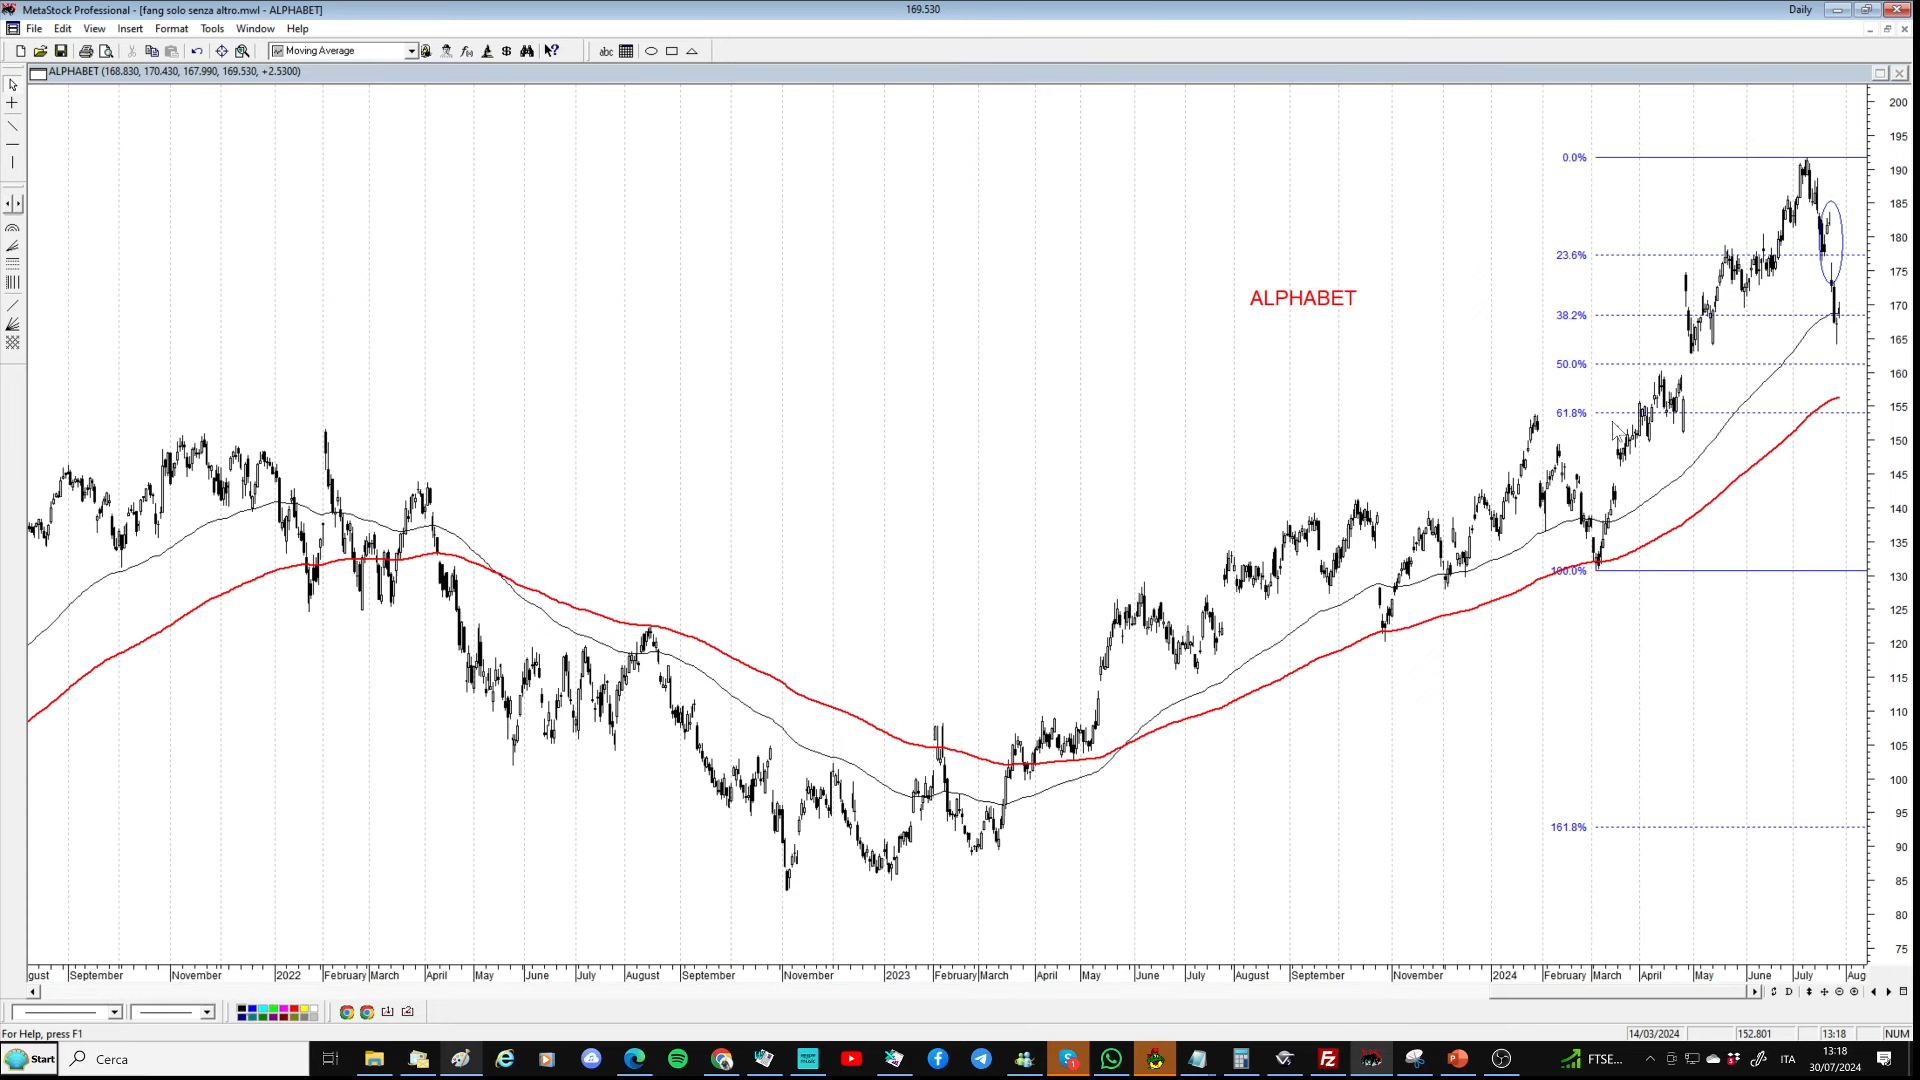 MetaStock Professional - [fang solo senza altro.mwl - ALPHABET]
169.530
Daily
File Edit View Insert Format Tools Window Help
Moving Average
abc
ALPHABET (168.830, 170.430, 167.990, 169.530, +2.5300)
200
195
190
185
180
175
170
165
160
155
150
145
140
135
130
125
120
115
110
105
100
95
90
85
80
75
0.0%
23.6%
38.2%
50.0%
61.8%
100.0%
161.8%
ALPHABET
gust September November 2022 February March April May June July August September November 2023 February March April May June July August September November 2024 February March April May June July Aug
D
For Help, press F1
14/03/2024 152.801 13:18 NUM
Start
Cerca
FTSE...
ITA
13:18
30/07/2024